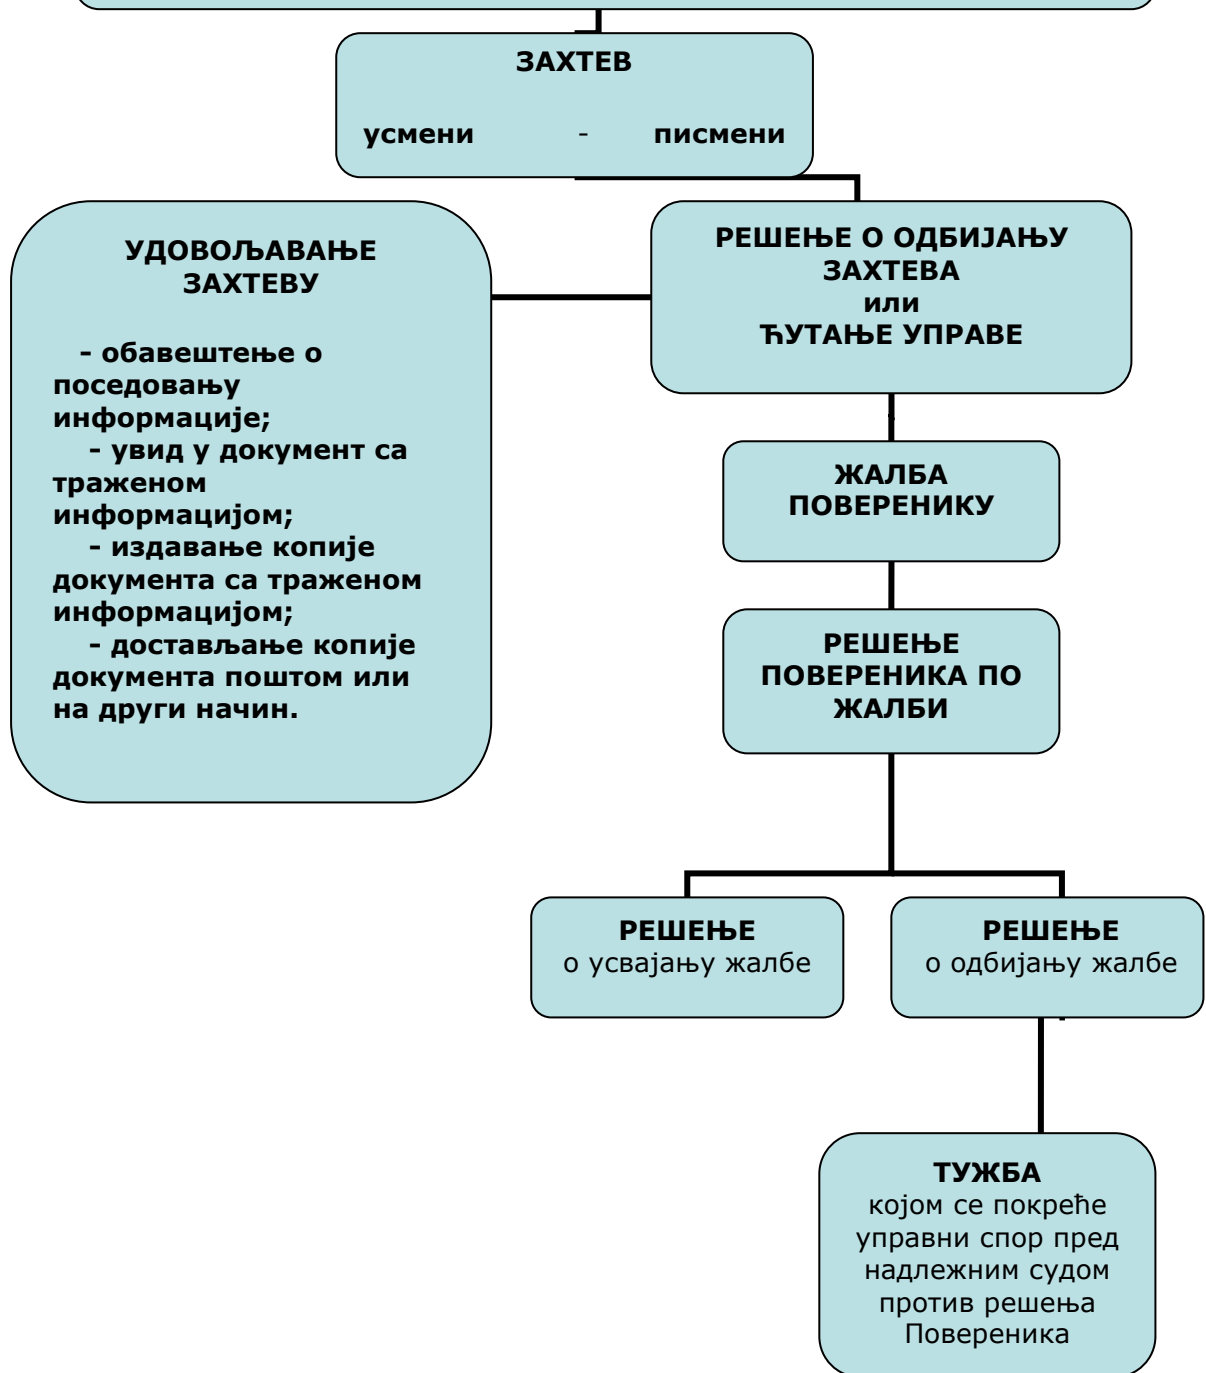 ЗАХТЕВ
усмени - писмени
УДОВОЉАВАЊЕ
ЗАХТЕВУ
- обавештење о
поседовању
информације;
- увид у документ са
траженом
информацијом;
- издавање копије
документа са траженом
информацијом;
- достављање копије
документа поштом или
на други начин.
РЕШЕЊЕ О ОДБИЈАЊУ
ЗАХТЕВА
или
ЋУТАЊЕ УПРАВЕ
ЖАЛБА
ПОВЕРЕНИКУ
РЕШЕЊЕ
ПОВЕРЕНИКА ПО
ЖАЛБИ
РЕШЕЊЕ
о усвајању жалбе
РЕШЕЊЕ
о одбијању жалбе
ТУЖБА
којом се покреће
управни спор пред
надлежним судом
против решења
Повереника